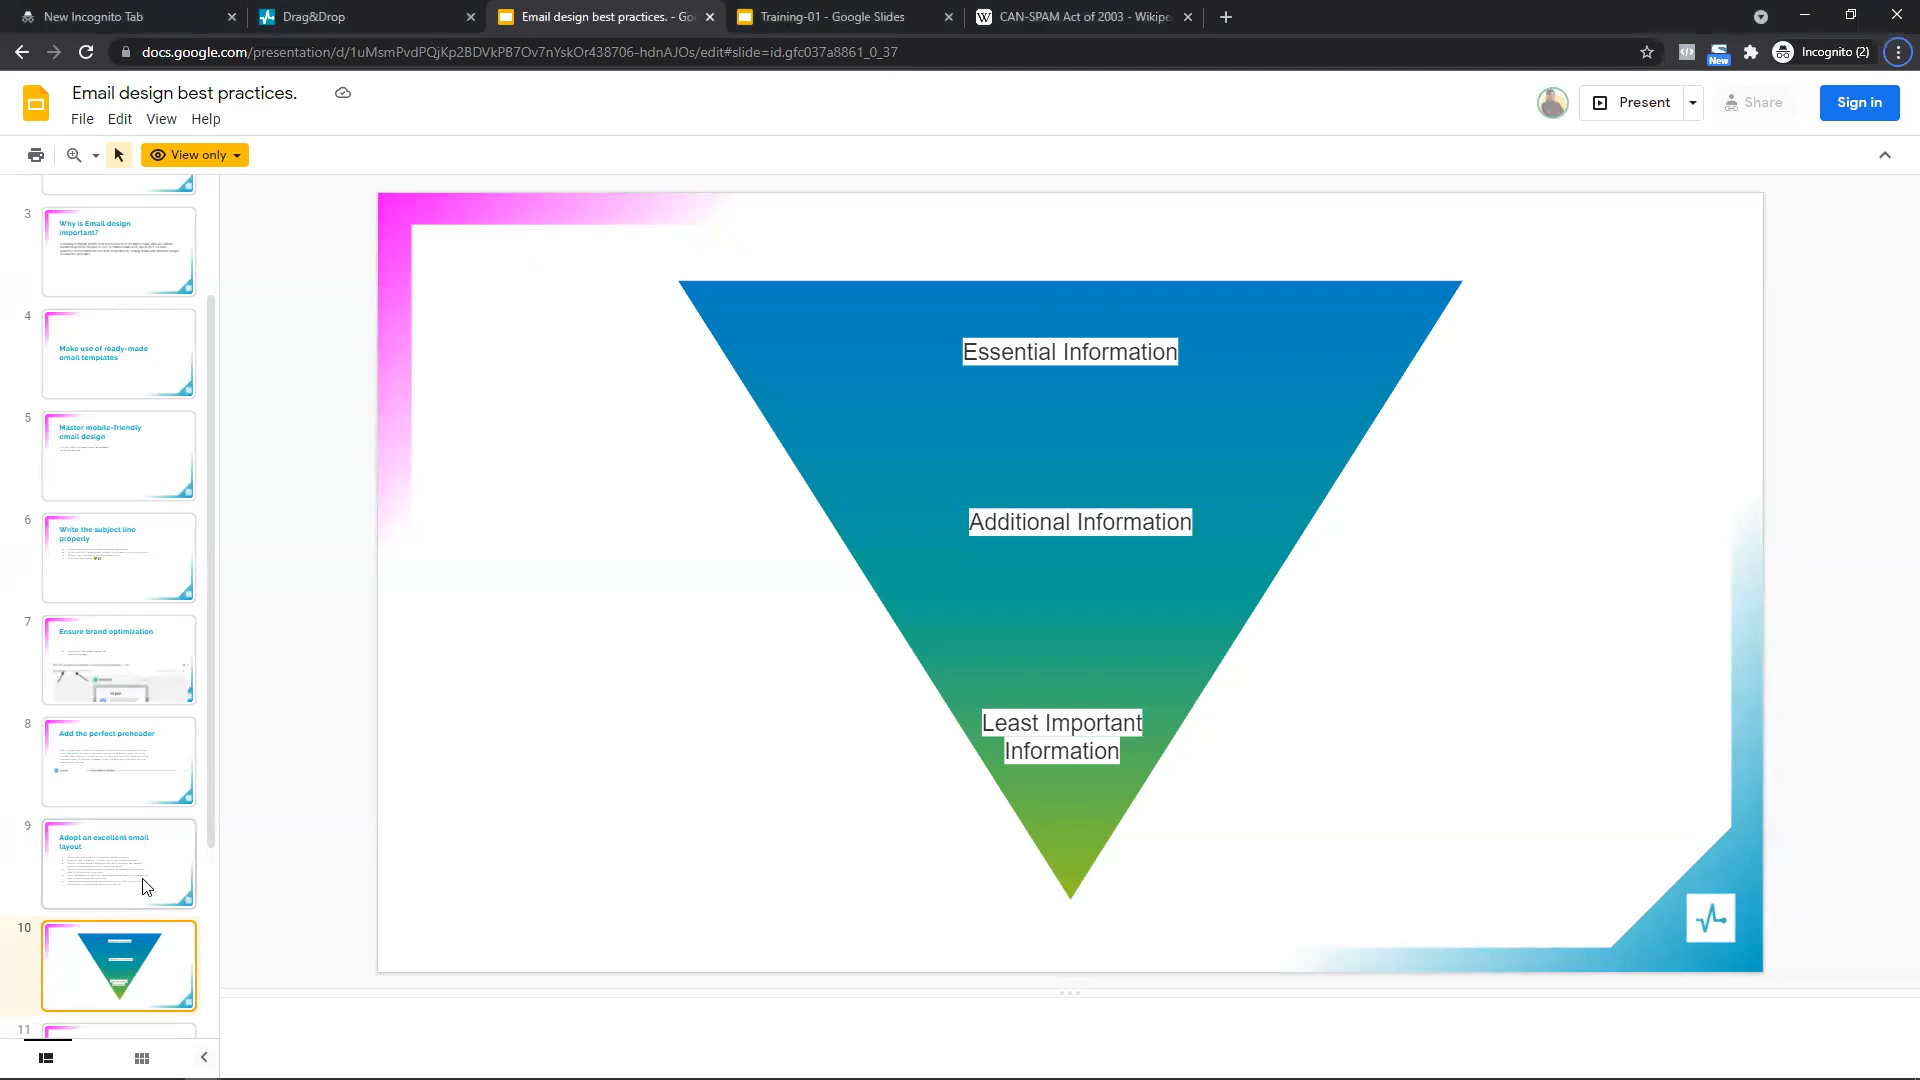 New Incognito Tab
Drag&Drop
Email design best practices. - Go
Training-01 - Google Slides
CAN-SPAM Act of 2003 - Wikipe
docs.google.com/presentation/d/1uMsmPvdPQjKp2BDVkPB7Ov7nYskOr438706-hdnAJOs/edit#slide=id.gfc037a8861_0_37
New
Incognito (2)
Email design best practices.
File Edit View Help
Present
Share
Sign in
View only
3
Why is Email design
important?
4
Make use of ready-made
email templates
5
Master mobile-friendly
email design
6
Write the subject line
properly
7
Ensure brand optimization
8
Add the perfect preheader
9
Adopt an excellent email
layout
10
11
Essential Information
Additional Information
Least Important
Information